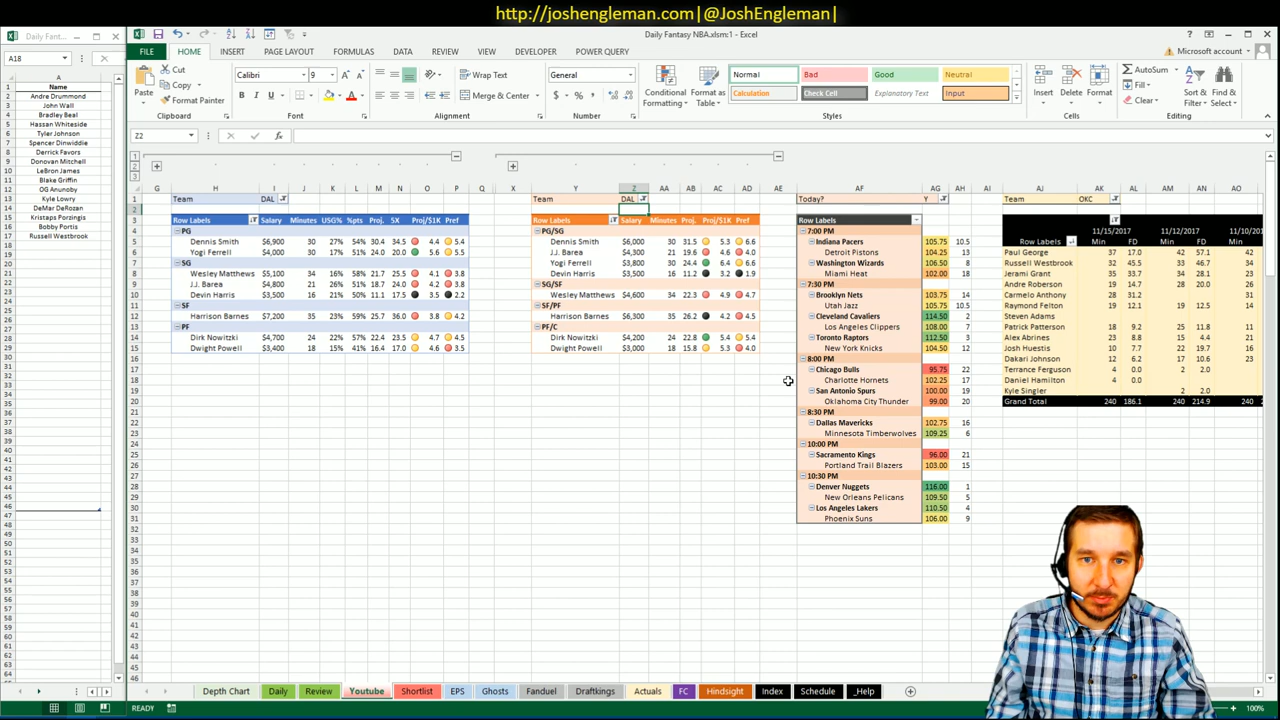 http://joshengleman.com|@JoshEngleman|
Daily Fant...
Daily Fantasy NBA.xlsm:1 - Excel
FILE HOME INSERT PAGE LAYOUT FORMULAS DATA REVIEW VIEW DEVELOPER POWER QUERY Microsoft account
Cut
Copy
Format Painter
Paste
Clipboard
Calibri 9
Font
Wrap Text
Merge & Center
Alignment
General
Number
Conditional Formatting
Format as Table
Normal Bad Good Neutral
Calculation Check Cell Explanatory Text Input
Styles
Insert Delete Format
Cells
AutoSum
Fill
Clear
Sort & Filter
Find & Select
Editing
A18
Z2
Name
Andre Drummond
John Wall
Bradley Beal
Hassan Whiteside
Tyler Johnson
Spencer Dinwiddie
Derrick Favors
Donovan Mitchell
LeBron James
Blake Griffin
OG Anunoby
Kyle Lowry
DeMar DeRozan
Kristaps Porzingis
Bobby Portis
Russell Westbrook
Team DAL
Row Labels Salary Minutes USG% %pts Proj. 5X Proj/$1K Pref
PG
Dennis Smith $6,900 30 27% 54% 30.4 34.5 4.4 5.4
Yogi Ferrell $4,000 30 20% 52% 24.0 20.0 7.6 5.5
SG
Wesley Matthews $5,100 34 16% 58% 21.7 25.5 4.1 3.8
J.J. Barea $4,800 21 26% 51% 18.7 24.0 4.2 3.8
Devin Harris $3,500 16 21% 50% 11.1 17.5 3.5 2.2
SF
Harrison Barnes $7,200 35 23% 59% 25.7 36.0 3.8 4.2
PF
Dirk Nowitzki $4,700 24 22% 57% 22.4 23.5 4.7 4.5
Dwight Powell $3,400 18 15% 41% 16.4 17.0 4.6 3.5
Team DAL
Row Labels Salary Minutes Proj. Proj/$1K Pref
PG/SG
Dennis Smith $6,000 30 31.5 5.3 6.6
J.J. Barea $4,300 21 19.6 4.6 4.0
Yogi Ferrell $3,800 30 24.4 6.4 6.6
Devin Harris $3,500 16 11.2 3.2 1.9
SG/SF
Wesley Matthews $4,600 34 22.3 4.9 4.7
SF/PF
Harrison Barnes $6,300 35 26.2 4.2 4.5
PF/C
Dirk Nowitzki $4,200 24 22.8 5.4 5.4
Dwight Powell $3,000 18 15.8 5.3 4.0
Today? Y
Row Labels
7:00 PM
Indiana Pacers 105.75 10.5
Detroit Pistons 104.25 13
Washington Wizards 106.50 8
Miami Heat 102.00 18
7:30 PM
Brooklyn Nets 103.75 14
Utah Jazz 105.75 10.5
Cleveland Cavaliers 114.50 2
Los Angeles Clippers 108.00 7
Toronto Raptors 112.50 3
New York Knicks 104.50 12
8:00 PM
Chicago Bulls 95.75 22
Charlotte Hornets 102.25 17
San Antonio Spurs 100.00 19
Oklahoma City Thunder 99.00 20
8:30 PM
Dallas Mavericks 102.75 16
Minnesota Timberwolves 109.25 6
10:00 PM
Sacramento Kings 96.00 21
Portland Trail Blazers 103.00 15
10:30 PM
Denver Nuggets 116.00 1
New Orleans Pelicans 109.50 5
Los Angeles Lakers 110.50 4
Phoenix Suns 106.00 9
Team OKC
11/15/2017 11/12/2017 11/10/201
Row Labels Min FD Min FD Min
Paul George 37 17.0 42 57.1 42
Russell Westbrook 32 45.5 33 46.7 34
Jerami Grant 35 33.7 34 28.1 23
Andre Roberson 19 14.7 28 20.0 26
Carmelo Anthony 28 31.2
Raymond Felton 19 12.1 19 12.5 14
Steven Adams
Patrick Patterson 18 9.2 25 11.8 11
Alex Abrines 23 8.8 15 4.4 21
Josh Huestis 22 7.7 22 19.7 16
Dakari Johnson 12 6.2 17 10.6 23
Terrance Ferguson 4 0.0 2 2.0
Daniel Hamilton 4 0.0
Kyle Singler 2 2.0
Grand Total 240 186.1 240 214.9 240
Depth Chart Daily Review Youtube Shortlist EPS Ghosts Fanduel Draftkings Actuals FC Hindsight Index Schedule _Help
READY
100%